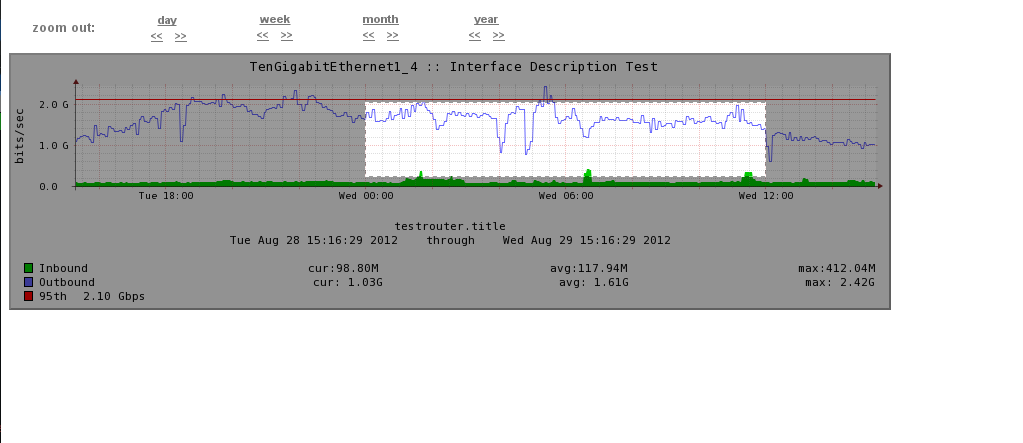 zoom out: day week month year
<< >> << >> << >> << >>
TenGigabitEthernet1_4 :: Interface Description Test
bits/sec
2.0 G
1.0 G
0.0
Tue 18:00 Wed 00:00 Wed 06:00 Wed 12:00
testrouter.title
Tue Aug 28 15:16:29 2012 through Wed Aug 29 15:16:29 2012
Inbound cur:98.80M avg:117.94M max:412.04M
Outbound cur: 1.03G avg: 1.61G max: 2.42G
95th 2.10 Gbps